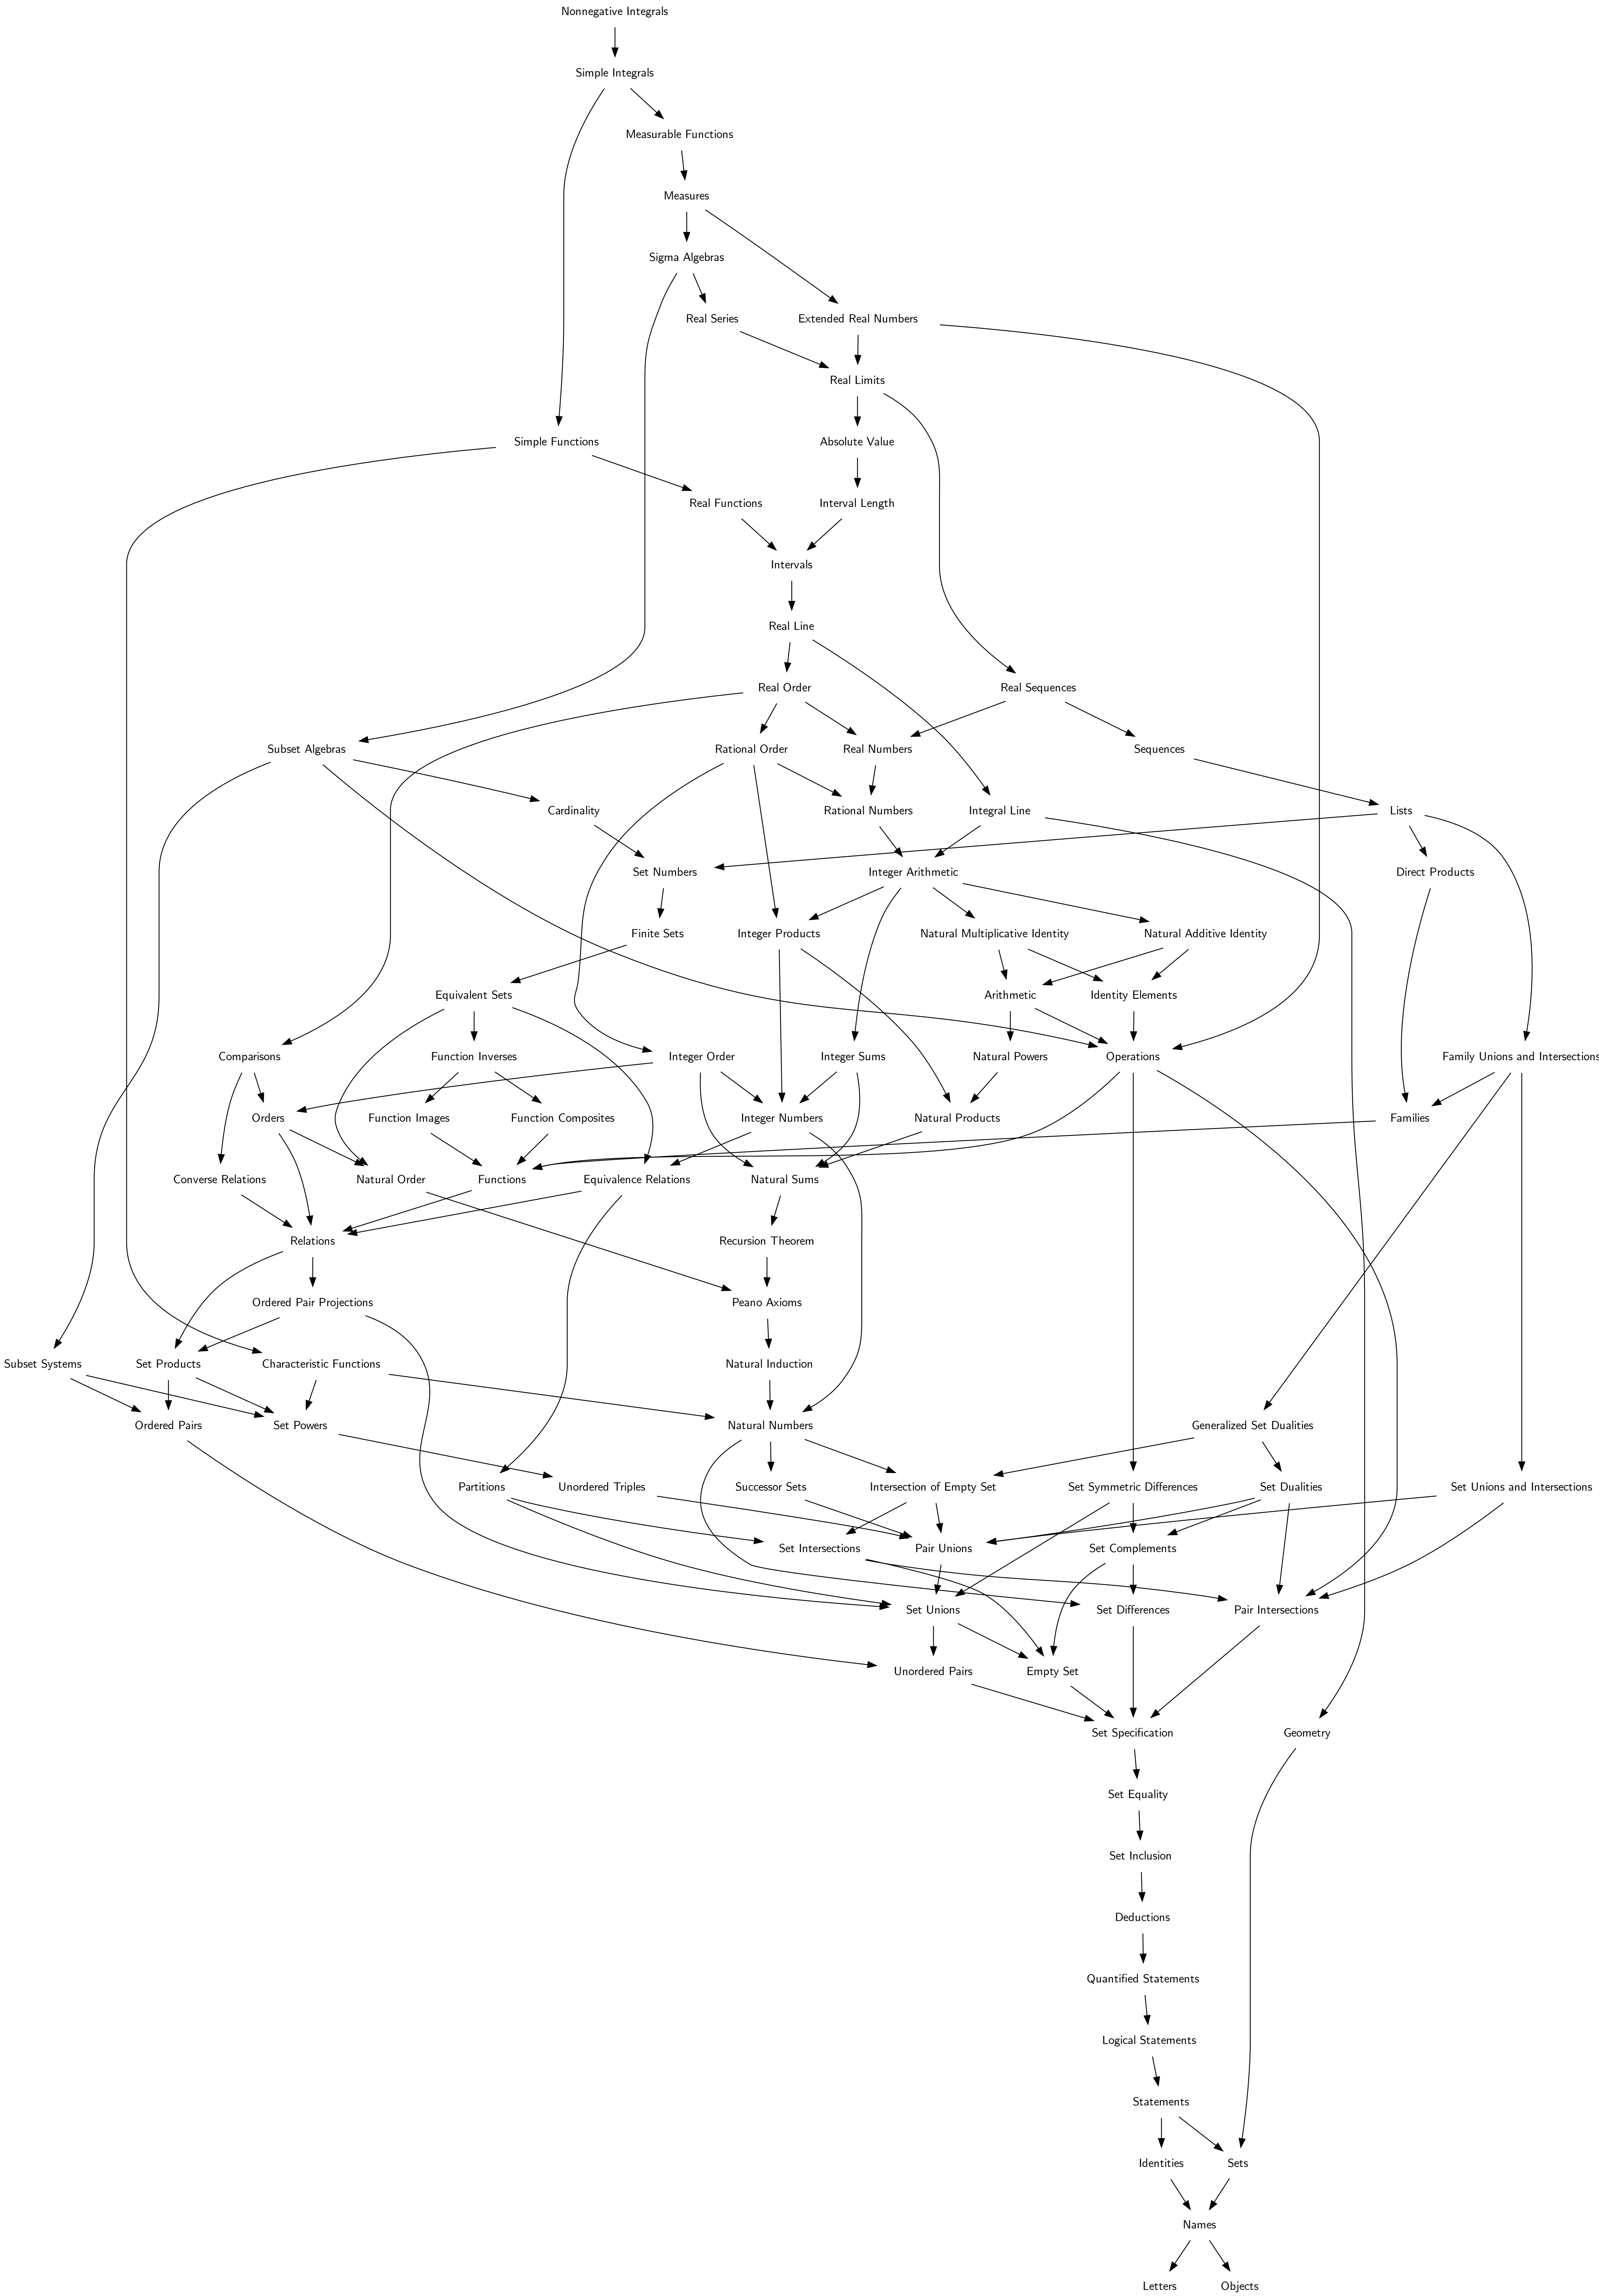 Nonnegative Integrals
Simple Integrals
Measurable Functions
Measures
Sigma Algebras
Real Series
Extended Real Numbers
Real Limits
Simple Functions
Absolute Value
Real Functions
Interval Length
Intervals
Real Line
Real Order
Real Sequences
Subset Algebras
Rational Order
Real Numbers
Sequences
Cardinality
Rational Numbers
Integral Line
Lists
Set Numbers
Integer Arithmetic
Direct Products
Finite Sets
Integer Products
Natural Multiplicative Identity
Natural Additive Identity
Equivalent Sets
Arithmetic
Identity Elements
Comparisons
Function Inverses
Integer Order
Integer Sums
Natural Powers
Operations
Family Unions and Intersections
Orders
Function Images
Function Composites
Integer Numbers
Natural Products
Families
Converse Relations
Natural Order
Functions
Equivalence Relations
Natural Sums
Relations
Recursion Theorem
Ordered Pair Projections
Peano Axioms
Subset Systems
Set Products
Characteristic Functions
Natural Induction
Ordered Pairs
Set Powers
Natural Numbers
Generalized Set Dualities
Partitions
Unordered Triples
Successor Sets
Intersection of Empty Set
Set Symmetric Differences
Set Dualities
Set Unions and Intersections
Set Intersections
Pair Unions
Set Complements
Set Unions
Set Differences
Pair Intersections
Unordered Pairs
Empty Set
Set Specification
Geometry
Set Equality
Set Inclusion
Deductions
Quantified Statements
Logical Statements
Statements
Identities
Sets
Names
Letters
Objects